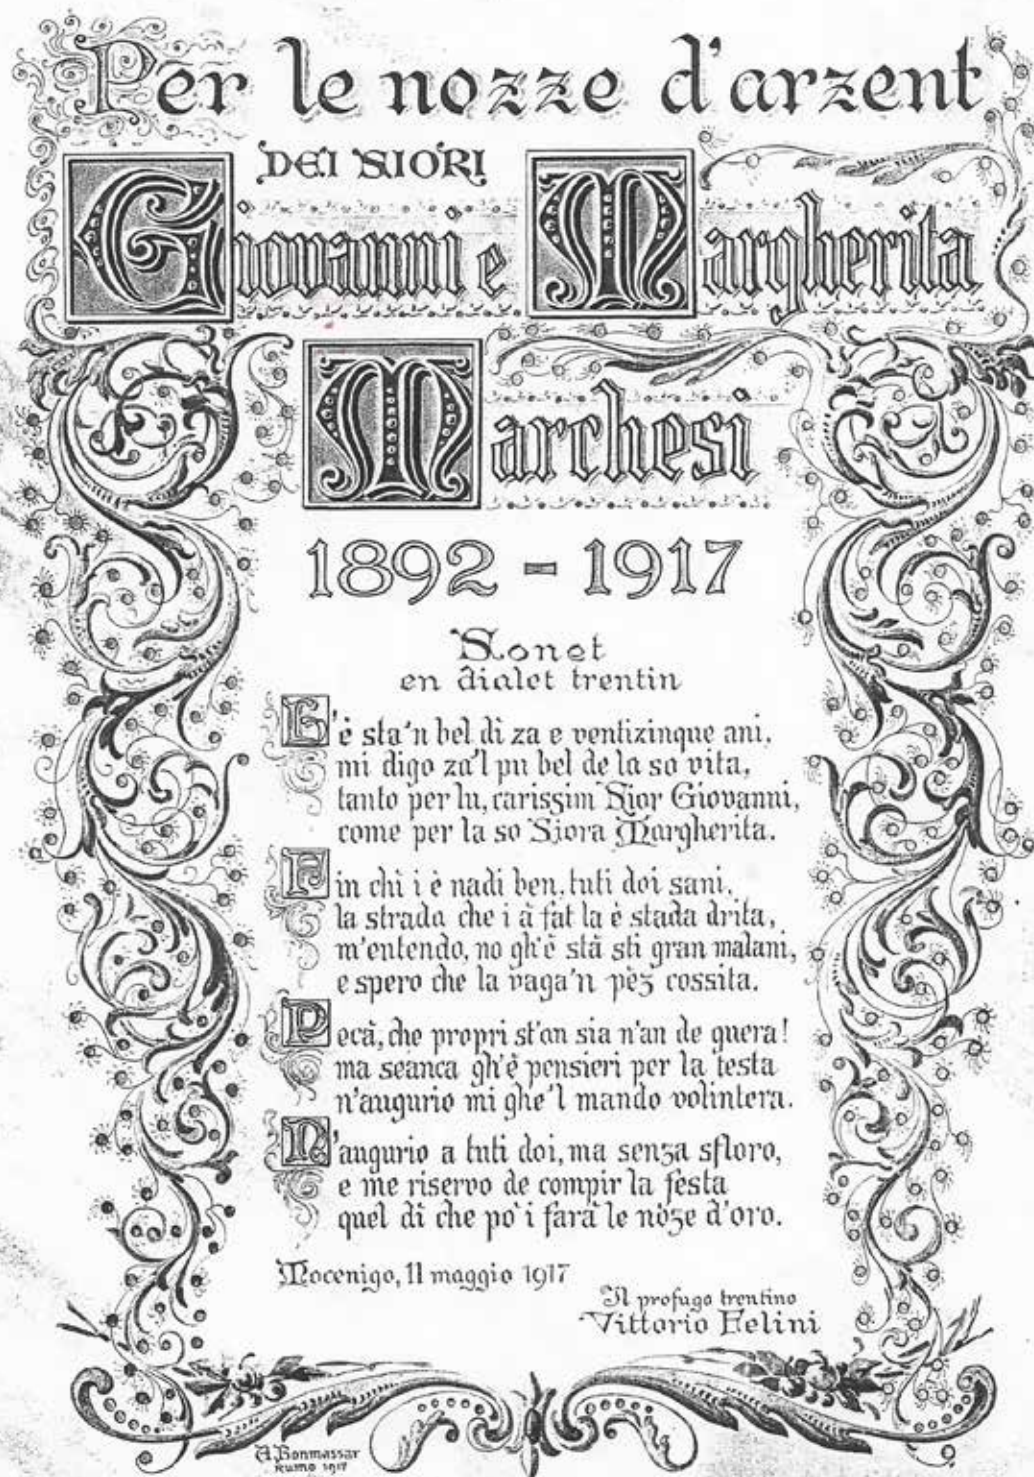 Per le nozze d'arzent
DEI SIORI
Giovanni e Margherita
Marchesi
1892 - 1917
Sonet
en dialet trentin
L'è sta'n bel di za e ventizinque ani,
mi digo za'l pu bel de la so vita,
tanto per lu, carissim Sior Giovanni,
come per la so Siora Margherita.
Fin chì i è nadi ben, tuti doi sani,
la strada che i à fat la è stada drita,
m'entendo, no gh'è stà sti gran malani,
e spero che la vaga'n pèz cossita.
Pecà, che propri st'an sia n'an de guera!
ma seanca gh'è pensieri per la testa
n'augurio mi ghe'l mando volintera.
N'augurio a tuti doi, ma senza sfloro,
e me riservo de compir la festa
quel dì che po' i farà le nòze d'oro.
Mocenigo, 11 maggio 1917
Il profugo trentino
Vittorio Felini
A. Bonmassar
Rumo 1917